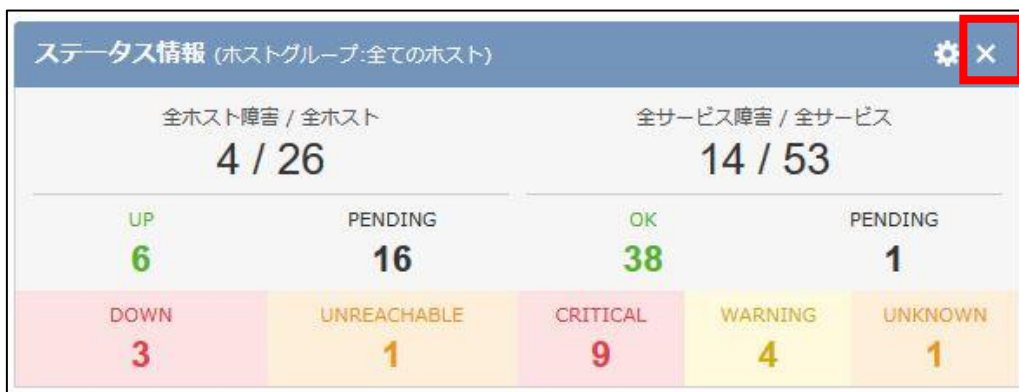 ステータス情報 (ホストグループ:全てのホスト)
全ホスト障害 / 全ホスト 全サービス障害 / 全サービス
4 / 26 14 / 53
UP PENDING OK PENDING
6 16 38 1
DOWN UNREACHABLE CRITICAL WARNING UNKNOWN
3 1 9 4 1